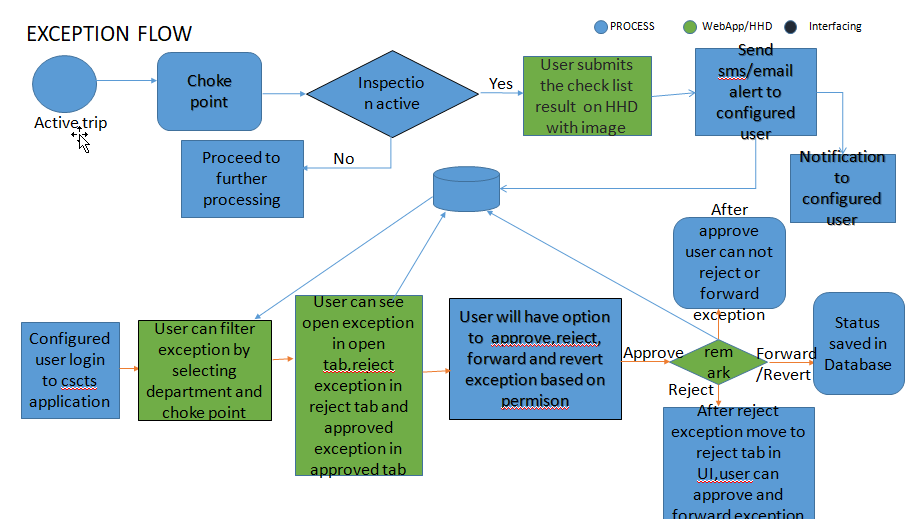 EXCEPTION FLOW
PROCESS
WebApp/HHD
Interfacing
Active trip
Choke
point
Inspectio
n active
Yes
User submits
the check list
result on HHD
with image
Send
sms/email
alert to
configured
user
Notification
to
configured
user
No
Proceed to
further
processing
After
approve
user can not
reject or
forward
exception
Configured
user login
to cscts
application
User can filter
exception by
selecting
department and
choke point
User can see
open exception
in open
tab,reject
exception in
reject tab and
approved
exception in
approved tab
User will have option
to approve,reject,
forward and revert
exception based on
permison
Approve
rem
ark
Forward
/Revert
Reject
Status
saved in
Database
After reject
exception move to
reject tab in
UI,user can
approve and
forward exception